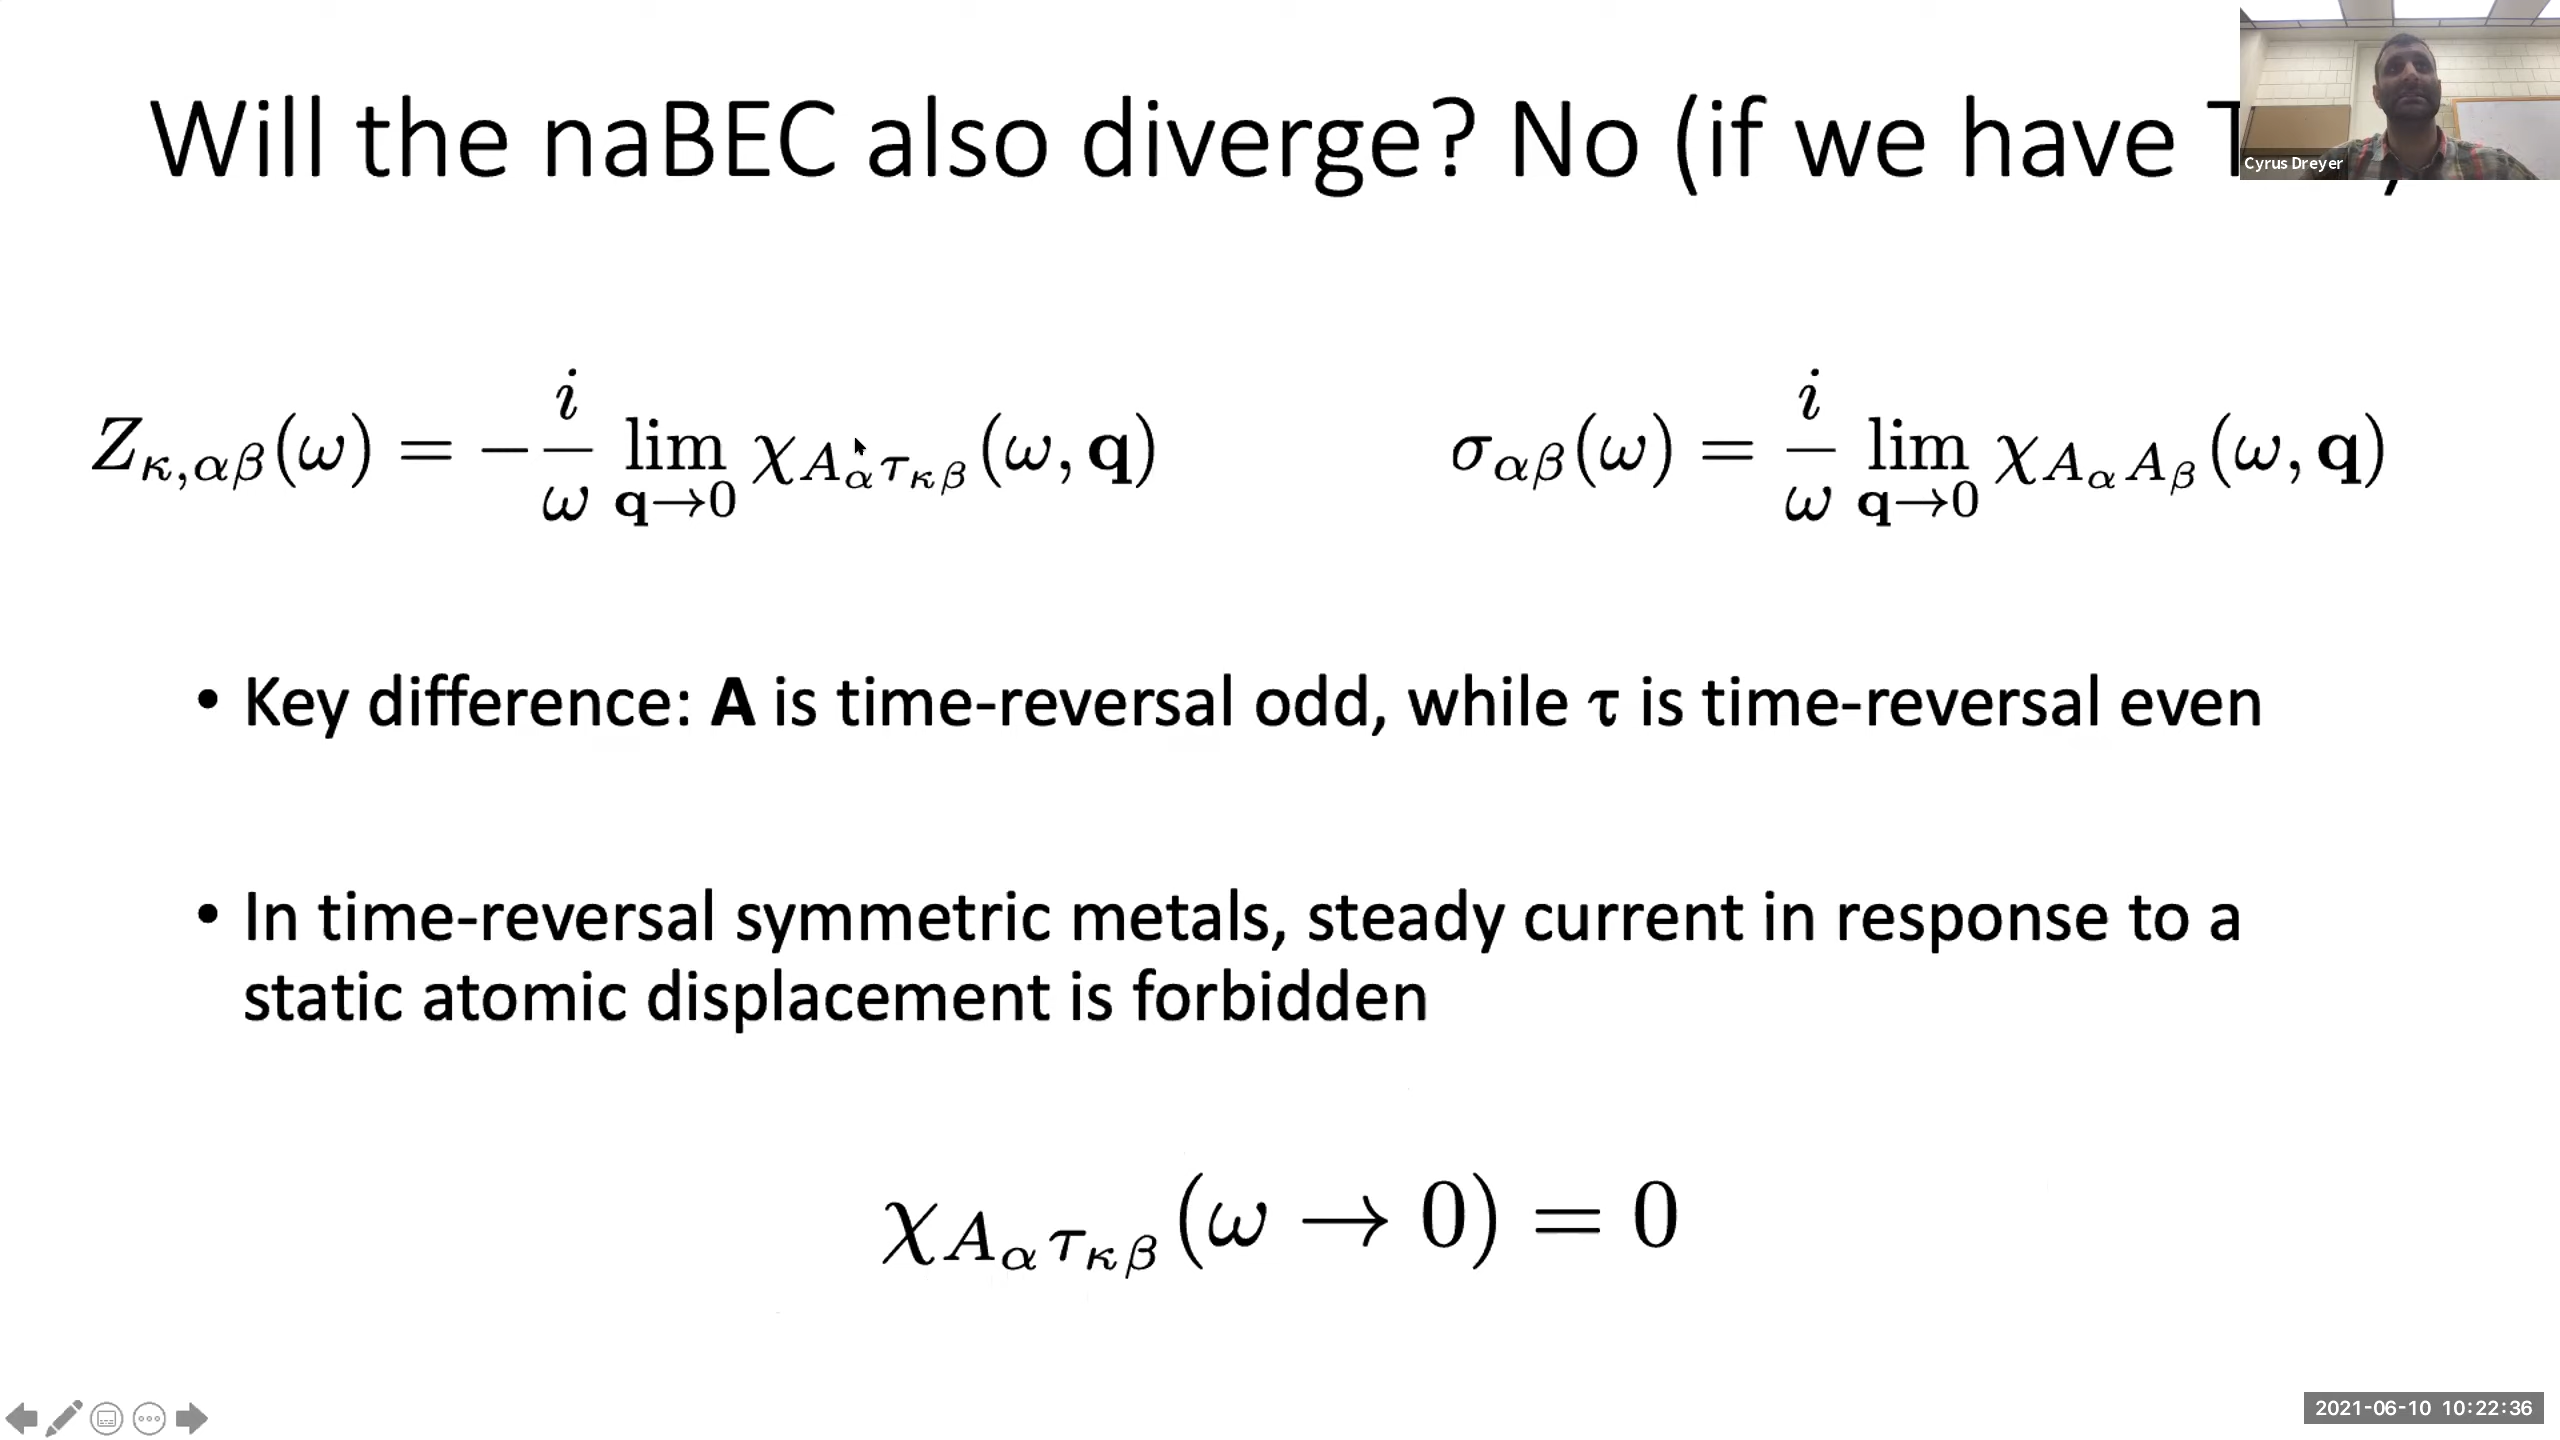 Will the naBEC also diverge? No (if we have
Cyrus Dreyer
Z_{κ,αβ}(ω) = −\frac{i}{ω} \lim_{q→0} χ_{A_α τ_{κβ}}(ω, q)
σ_{αβ}(ω) = \frac{i}{ω} \lim_{q→0} χ_{A_α A_β}(ω, q)
• Key difference: A is time-reversal odd, while τ is time-reversal even
• In time-reversal symmetric metals, steady current in response to a
static atomic displacement is forbidden
χ_{A_α τ_{κβ}}(ω → 0) = 0
2021-06-10 10:22:36